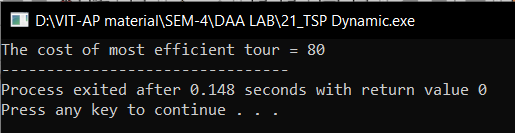 D:\VIT-AP material\SEM-4\DAA LAB\21_TSP Dynamic.exe
The cost of most efficient tour = 80
--------------------------------
Process exited after 0.148 seconds with return value 0
Press any key to continue . . .